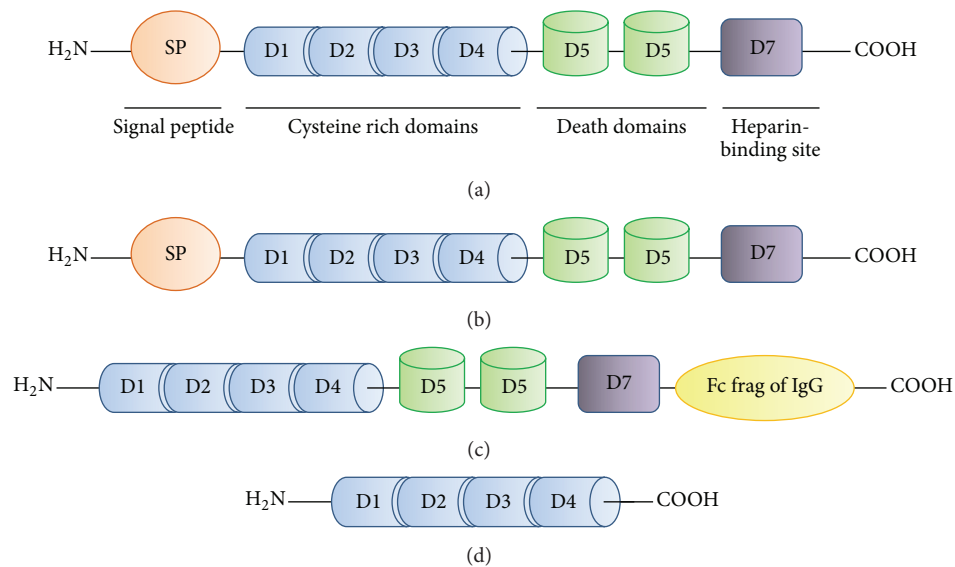 H₂N SP D1 D2 D3 D4 D5 D5 D7 COOH
Signal peptide Cysteine rich domains Death domains Heparin-
binding site
(a)
H₂N SP D1 D2 D3 D4 D5 D5 D7 COOH
(b)
H₂N D1 D2 D3 D4 D5 D5 D7 Fc frag of IgG COOH
(c)
H₂N D1 D2 D3 D4 COOH
(d)